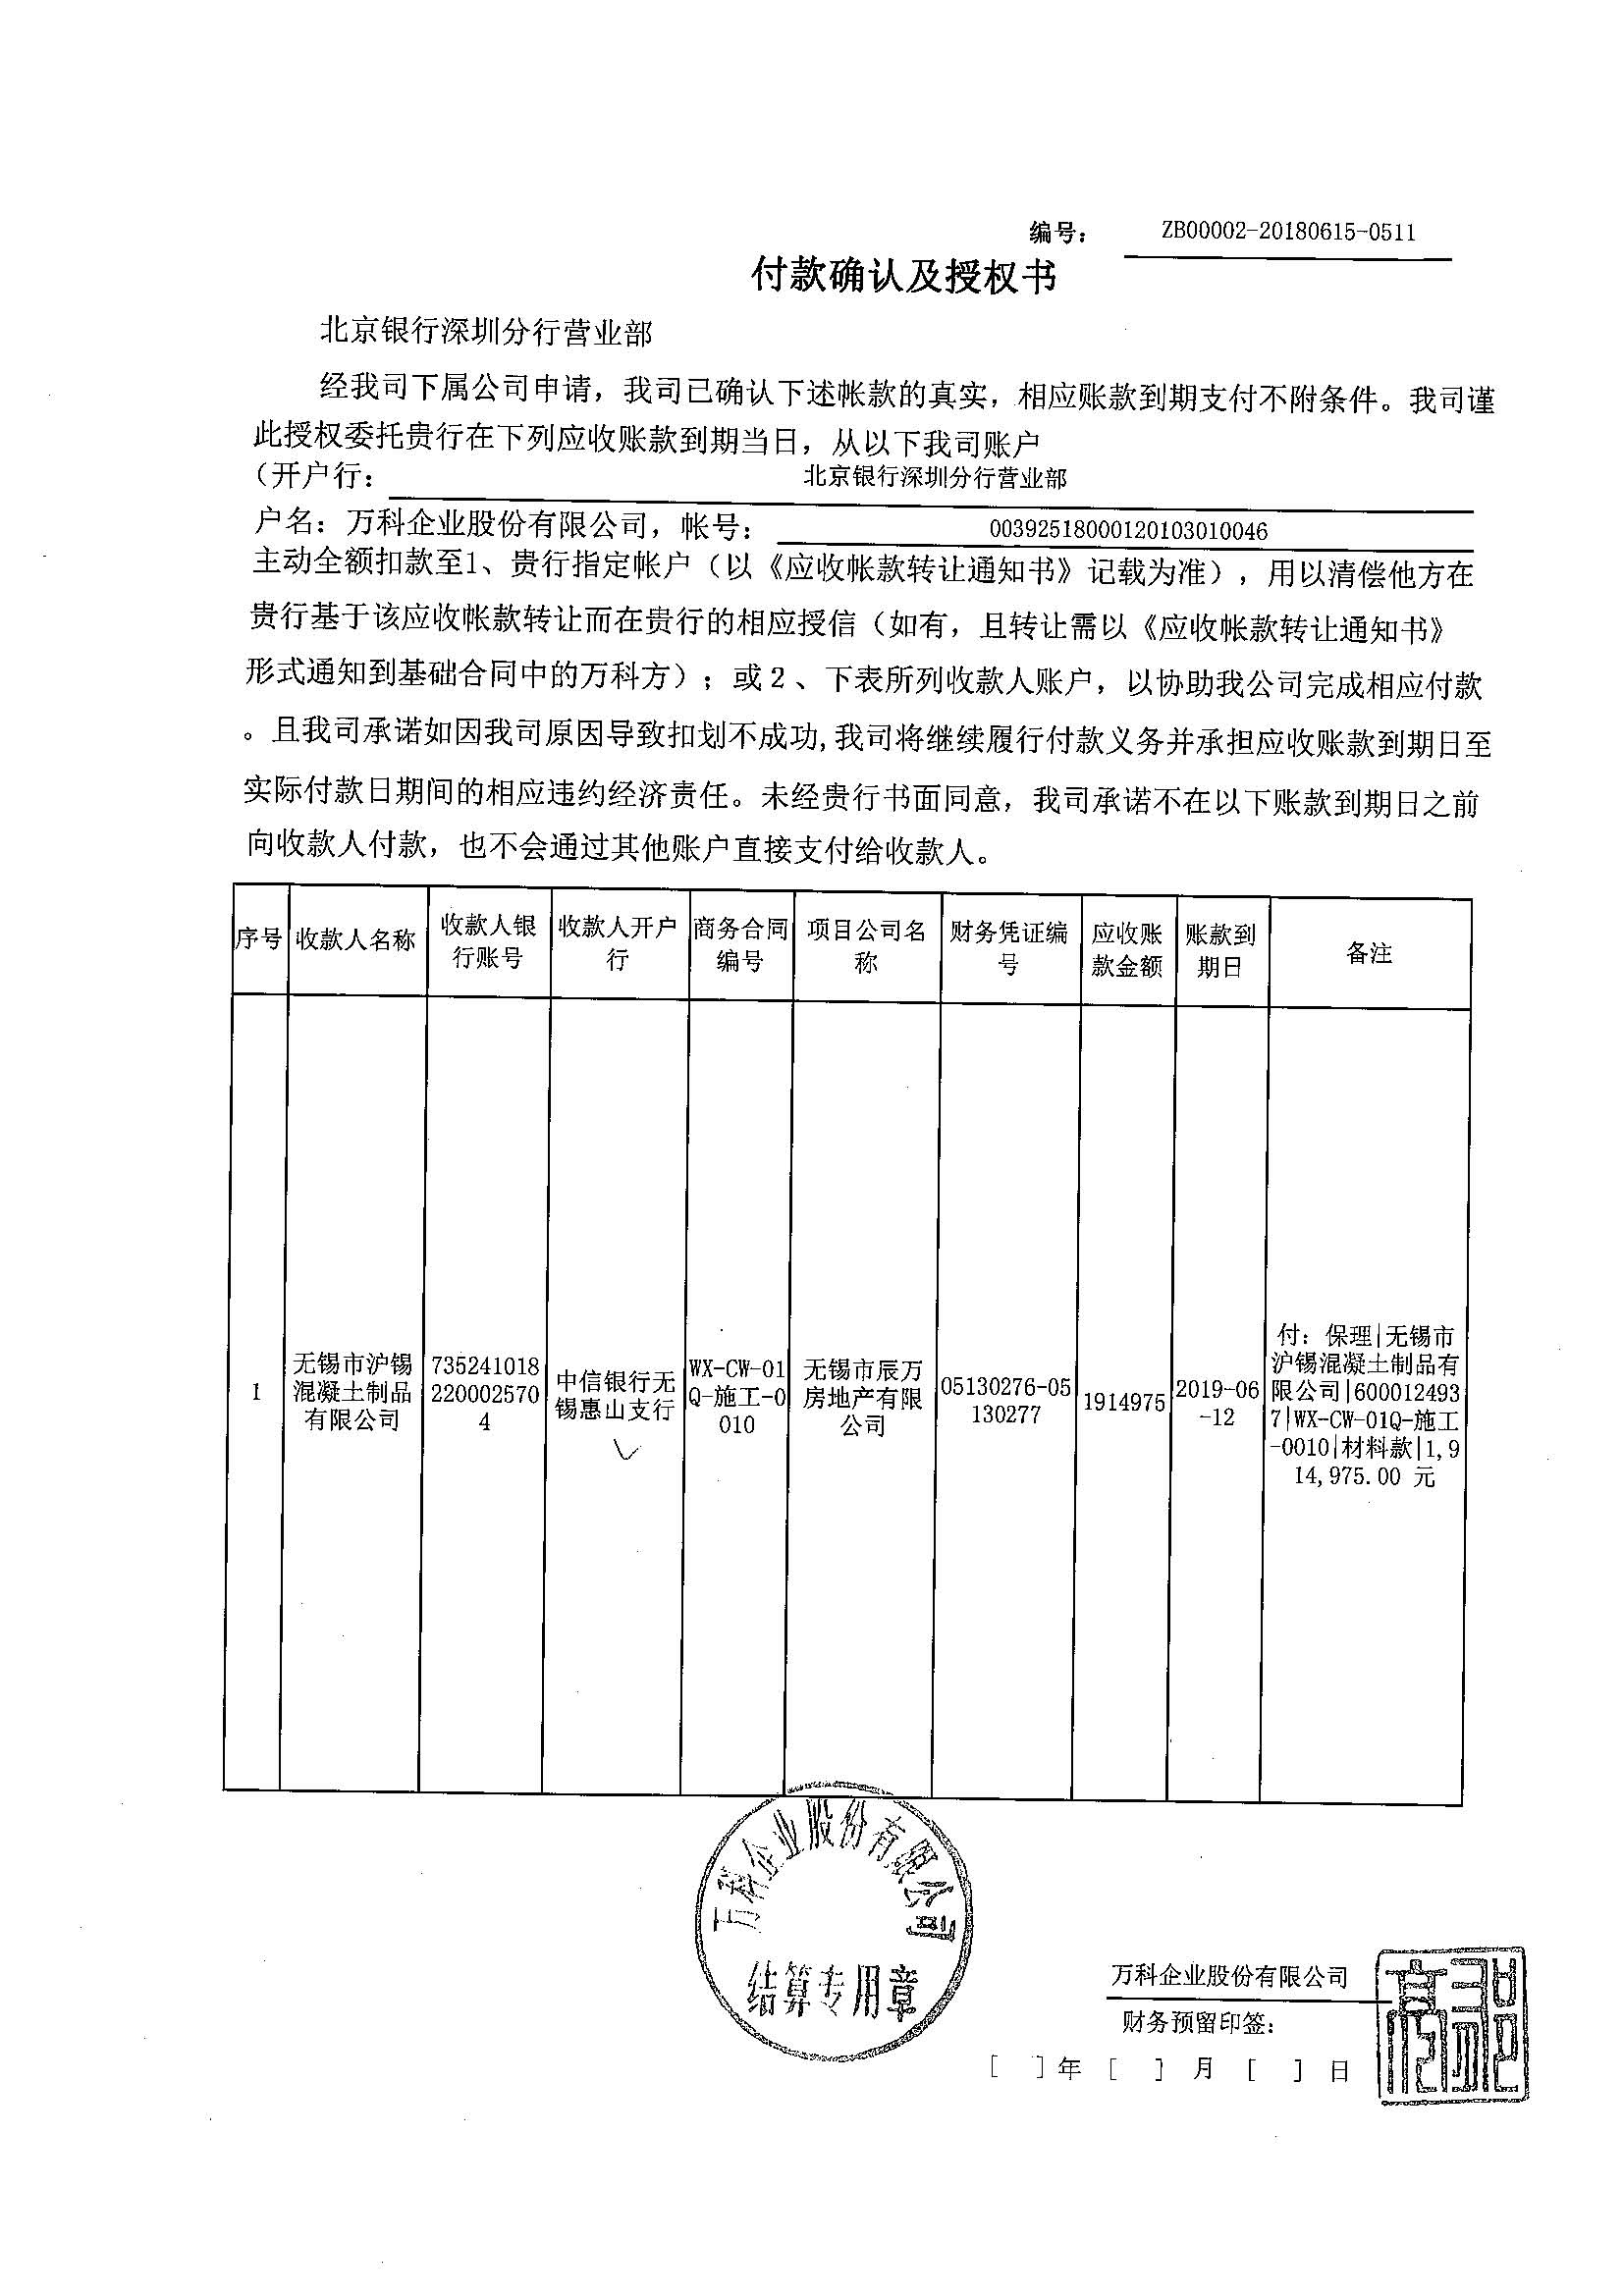 编号： ZB00002-20180615-0511
付款确认及授权书
北京银行深圳分行营业部
经我司下属公司申请，我司已确认下述帐款的真实，相应账款到期支付不附条件。我司谨
此授权委托贵行在下列应收账款到期当日，从以下我司账户
（开户行： 北京银行深圳分行营业部
户名：万科企业股份有限公司，帐号： 00392518000120103010046
主动全额扣款至1、贵行指定帐户（以《应收帐款转让通知书》记载为准），用以清偿他方在
贵行基于该应收帐款转让而在贵行的相应授信（如有，且转让需以《应收帐款转让通知书》
形式通知到基础合同中的万科方）；或2、下表所列收款人账户，以协助我公司完成相应付款
。且我司承诺如因我司原因导致扣划不成功,我司将继续履行付款义务并承担应收账款到期日至
实际付款日期间的相应违约经济责任。未经贵行书面同意，我司承诺不在以下账款到期日之前
向收款人付款，也不会通过其他账户直接支付给收款人。
序号
收款人名称
收款人银
行账号
收款人开户
行
商务合同
编号
项目公司名
称
财务凭证编
号
应收账
款金额
账款到
期日
备注
1
无锡市沪锡
混凝土制品
有限公司
735241018
220002570
4
中信银行无
锡惠山支行
WX-CW-01
Q-施工-0
010
无锡市辰万
房地产有限
公司
05130276-05
130277
1914975
2019-06
-12
付：保理|无锡市
沪锡混凝土制品有
限公司|600012493
7|WX-CW-01Q-施工
-0010|材料款|1,9
14,975.00 元
万科企业股份有限公司
结算专用章
万科企业股份有限公司
财务预留印签：
[ ]年 [ ] 月 [ ] 日